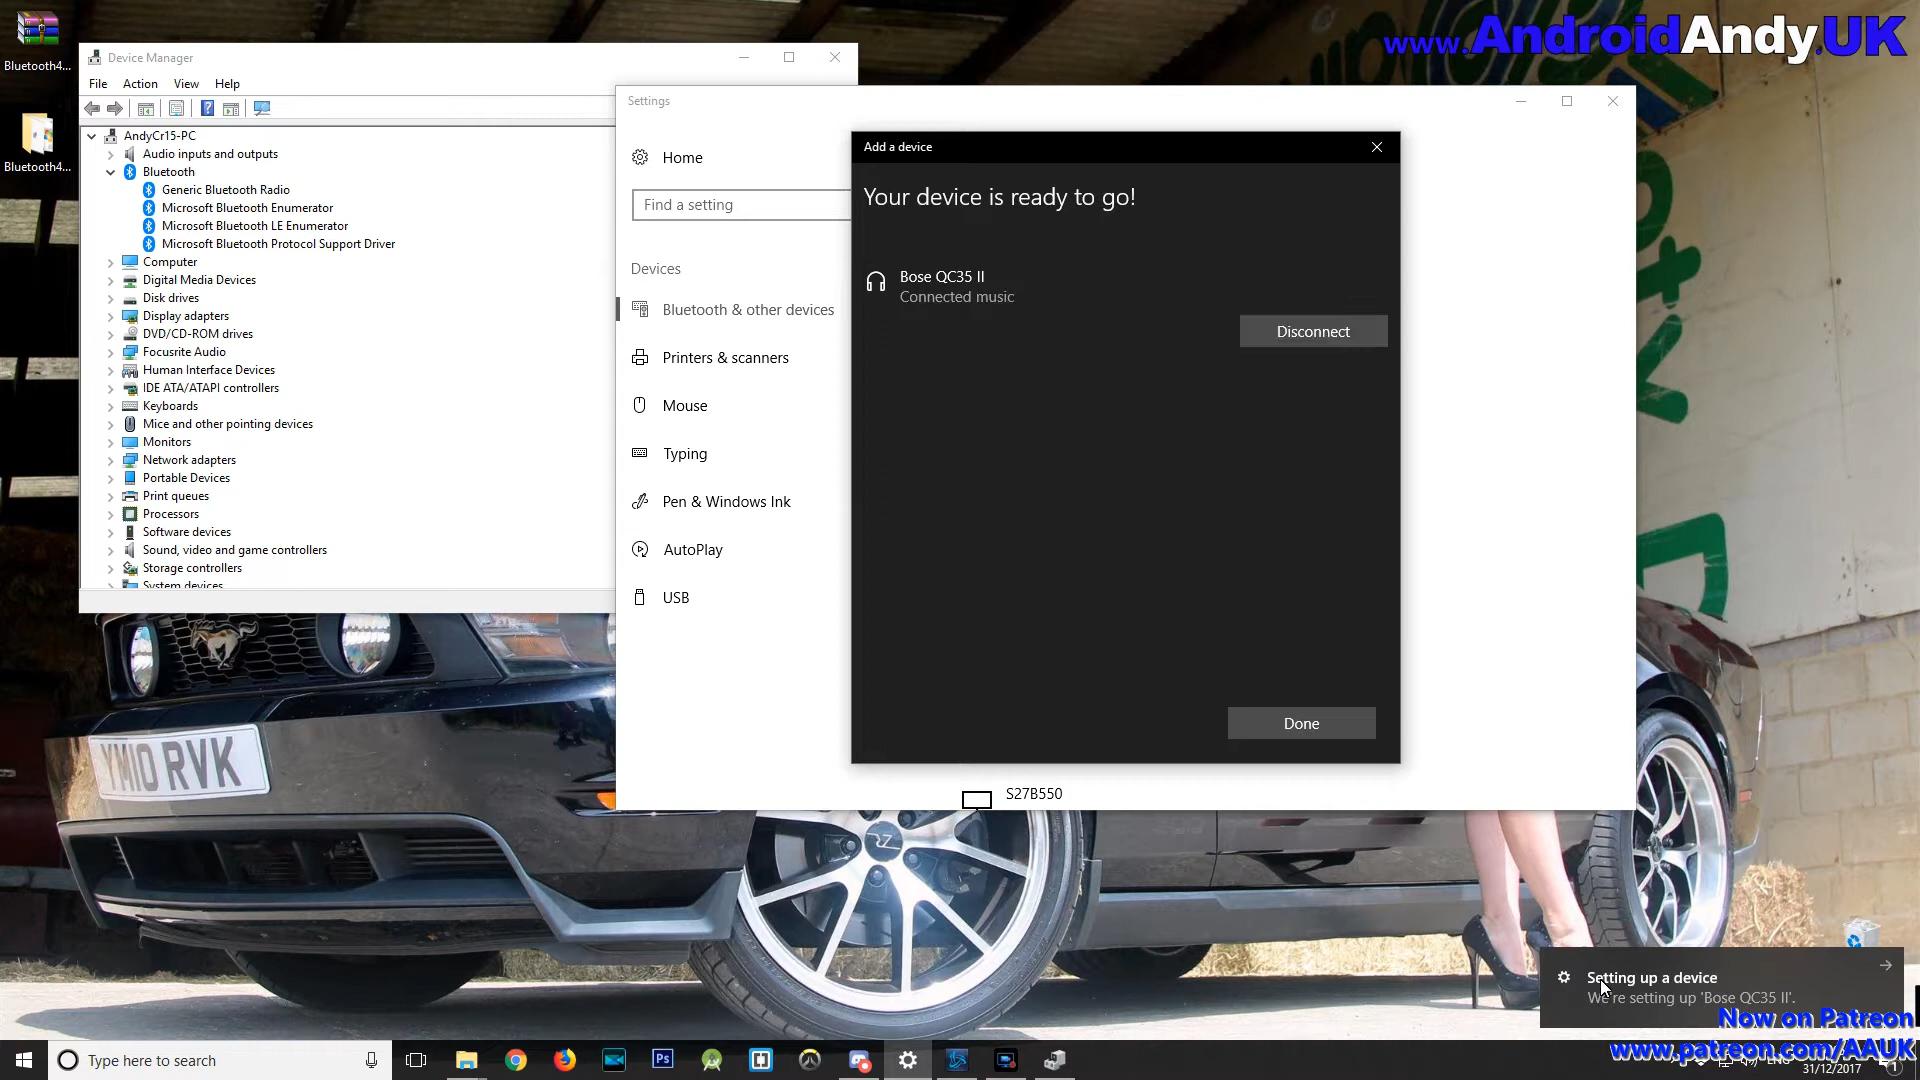 www.AndroidAndy.UK
Bluetooth4...
Bluetooth4...
Device Manager
File Action View Help
AndyCr15-PC
Audio inputs and outputs
Bluetooth
Generic Bluetooth Radio
Microsoft Bluetooth Enumerator
Microsoft Bluetooth LE Enumerator
Microsoft Bluetooth Protocol Support Driver
Computer
Digital Media Devices
Disk drives
Display adapters
DVD/CD-ROM drives
Focusrite Audio
Human Interface Devices
IDE ATA/ATAPI controllers
Keyboards
Mice and other pointing devices
Monitors
Network adapters
Portable Devices
Print queues
Processors
Software devices
Sound, video and game controllers
Storage controllers
System devices
Settings
Home
Find a setting
Devices
Bluetooth & other devices
Printers & scanners
Mouse
Typing
Pen & Windows Ink
AutoPlay
USB
Add a device
Your device is ready to go!
Bose QC35 II
Connected music
Disconnect
Done
S27B550
YM10 RVK
Setting up a device
We're setting up 'Bose QC35 II'.
Now on Patreon
www.patreon.com/AAUK
Type here to search
Ps
31/12/2017
1